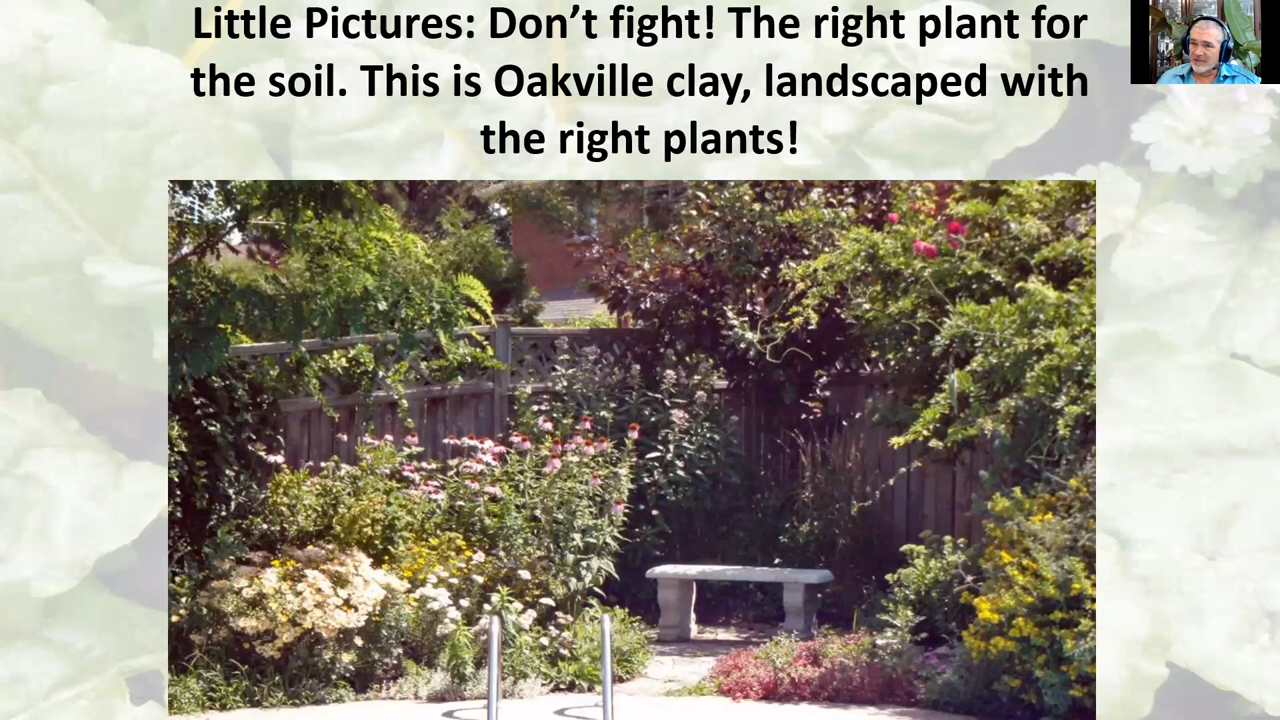 Little Pictures: Don’t fight! The right plant for
the soil. This is Oakville clay, landscaped with
the right plants!